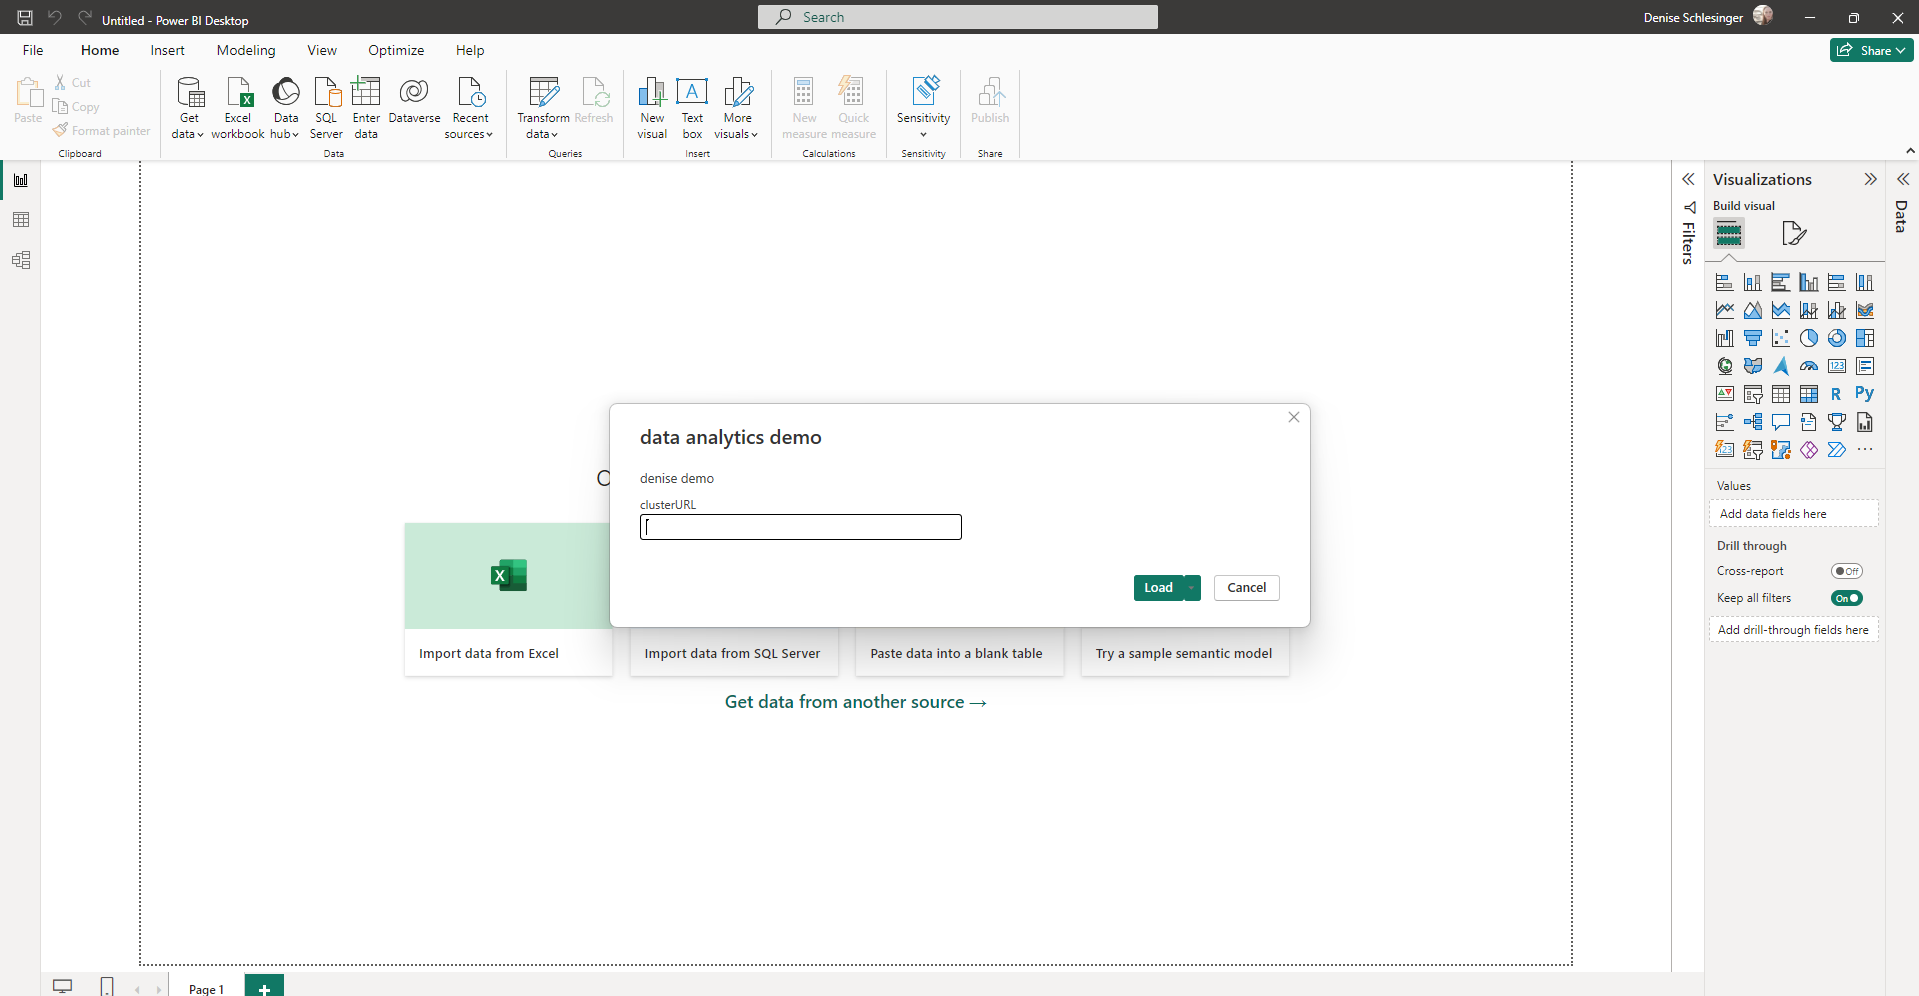 Untitled - Power BI Desktop
Search
Denise Schlesinger
File
Home
Insert
Modeling
View
Optimize
Help
Share
Paste
Cut
Copy
Format painter
Clipboard
Get
data
Excel
workbook
Data
hub
SQL
Server
Enter
data
Dataverse
Recent
sources
Data
Transform
data
Refresh
Queries
New
visual
Text
box
More
visuals
Insert
New
measure
Quick
measure
Calculations
Sensitivity
Sensitivity
Publish
Share
data analytics demo
denise demo
clusterURL
Load
Cancel
Import data from Excel
Import data from SQL Server
Paste data into a blank table
Try a sample semantic model
Get data from another source →
Filters
Visualizations
Build visual
123
R
Py
123
Values
Add data fields here
Drill through
Cross-report
Off
Keep all filters
On
Add drill-through fields here
Data
Page 1